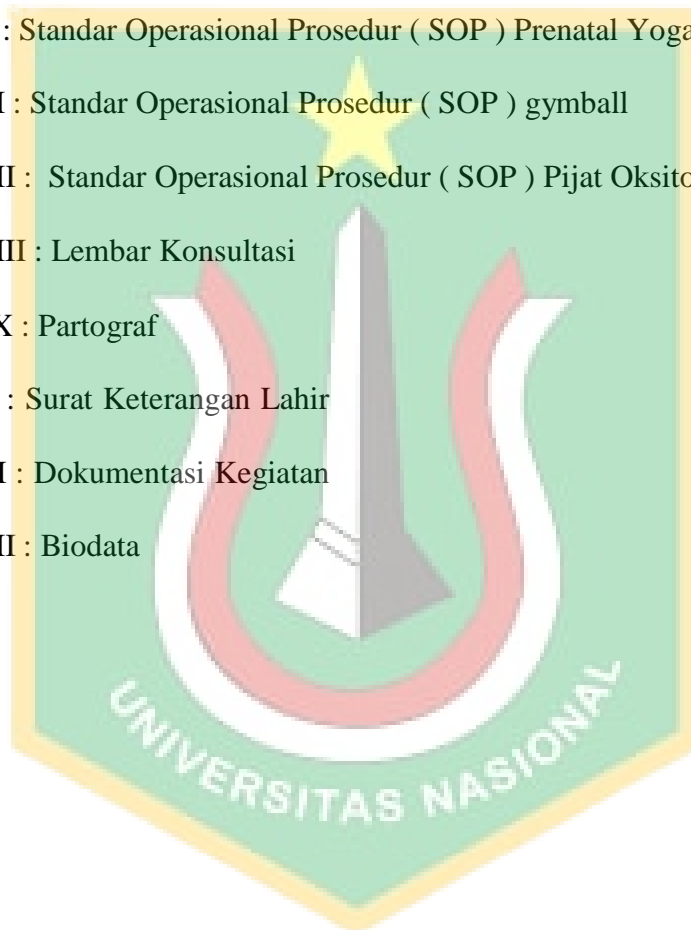 : Standar Operasional Prosedur ( SOP ) Prenatal Yoga
I : Standar Operasional Prosedur ( SOP ) gymball
II : Standar Operasional Prosedur ( SOP ) Pijat Oksito
III : Lembar Konsultasi
X : Partograf
: Surat Keterangan Lahir
I : Dokumentasi Kegiatan
II : Biodata
UNIVERSITAS NASIONAL